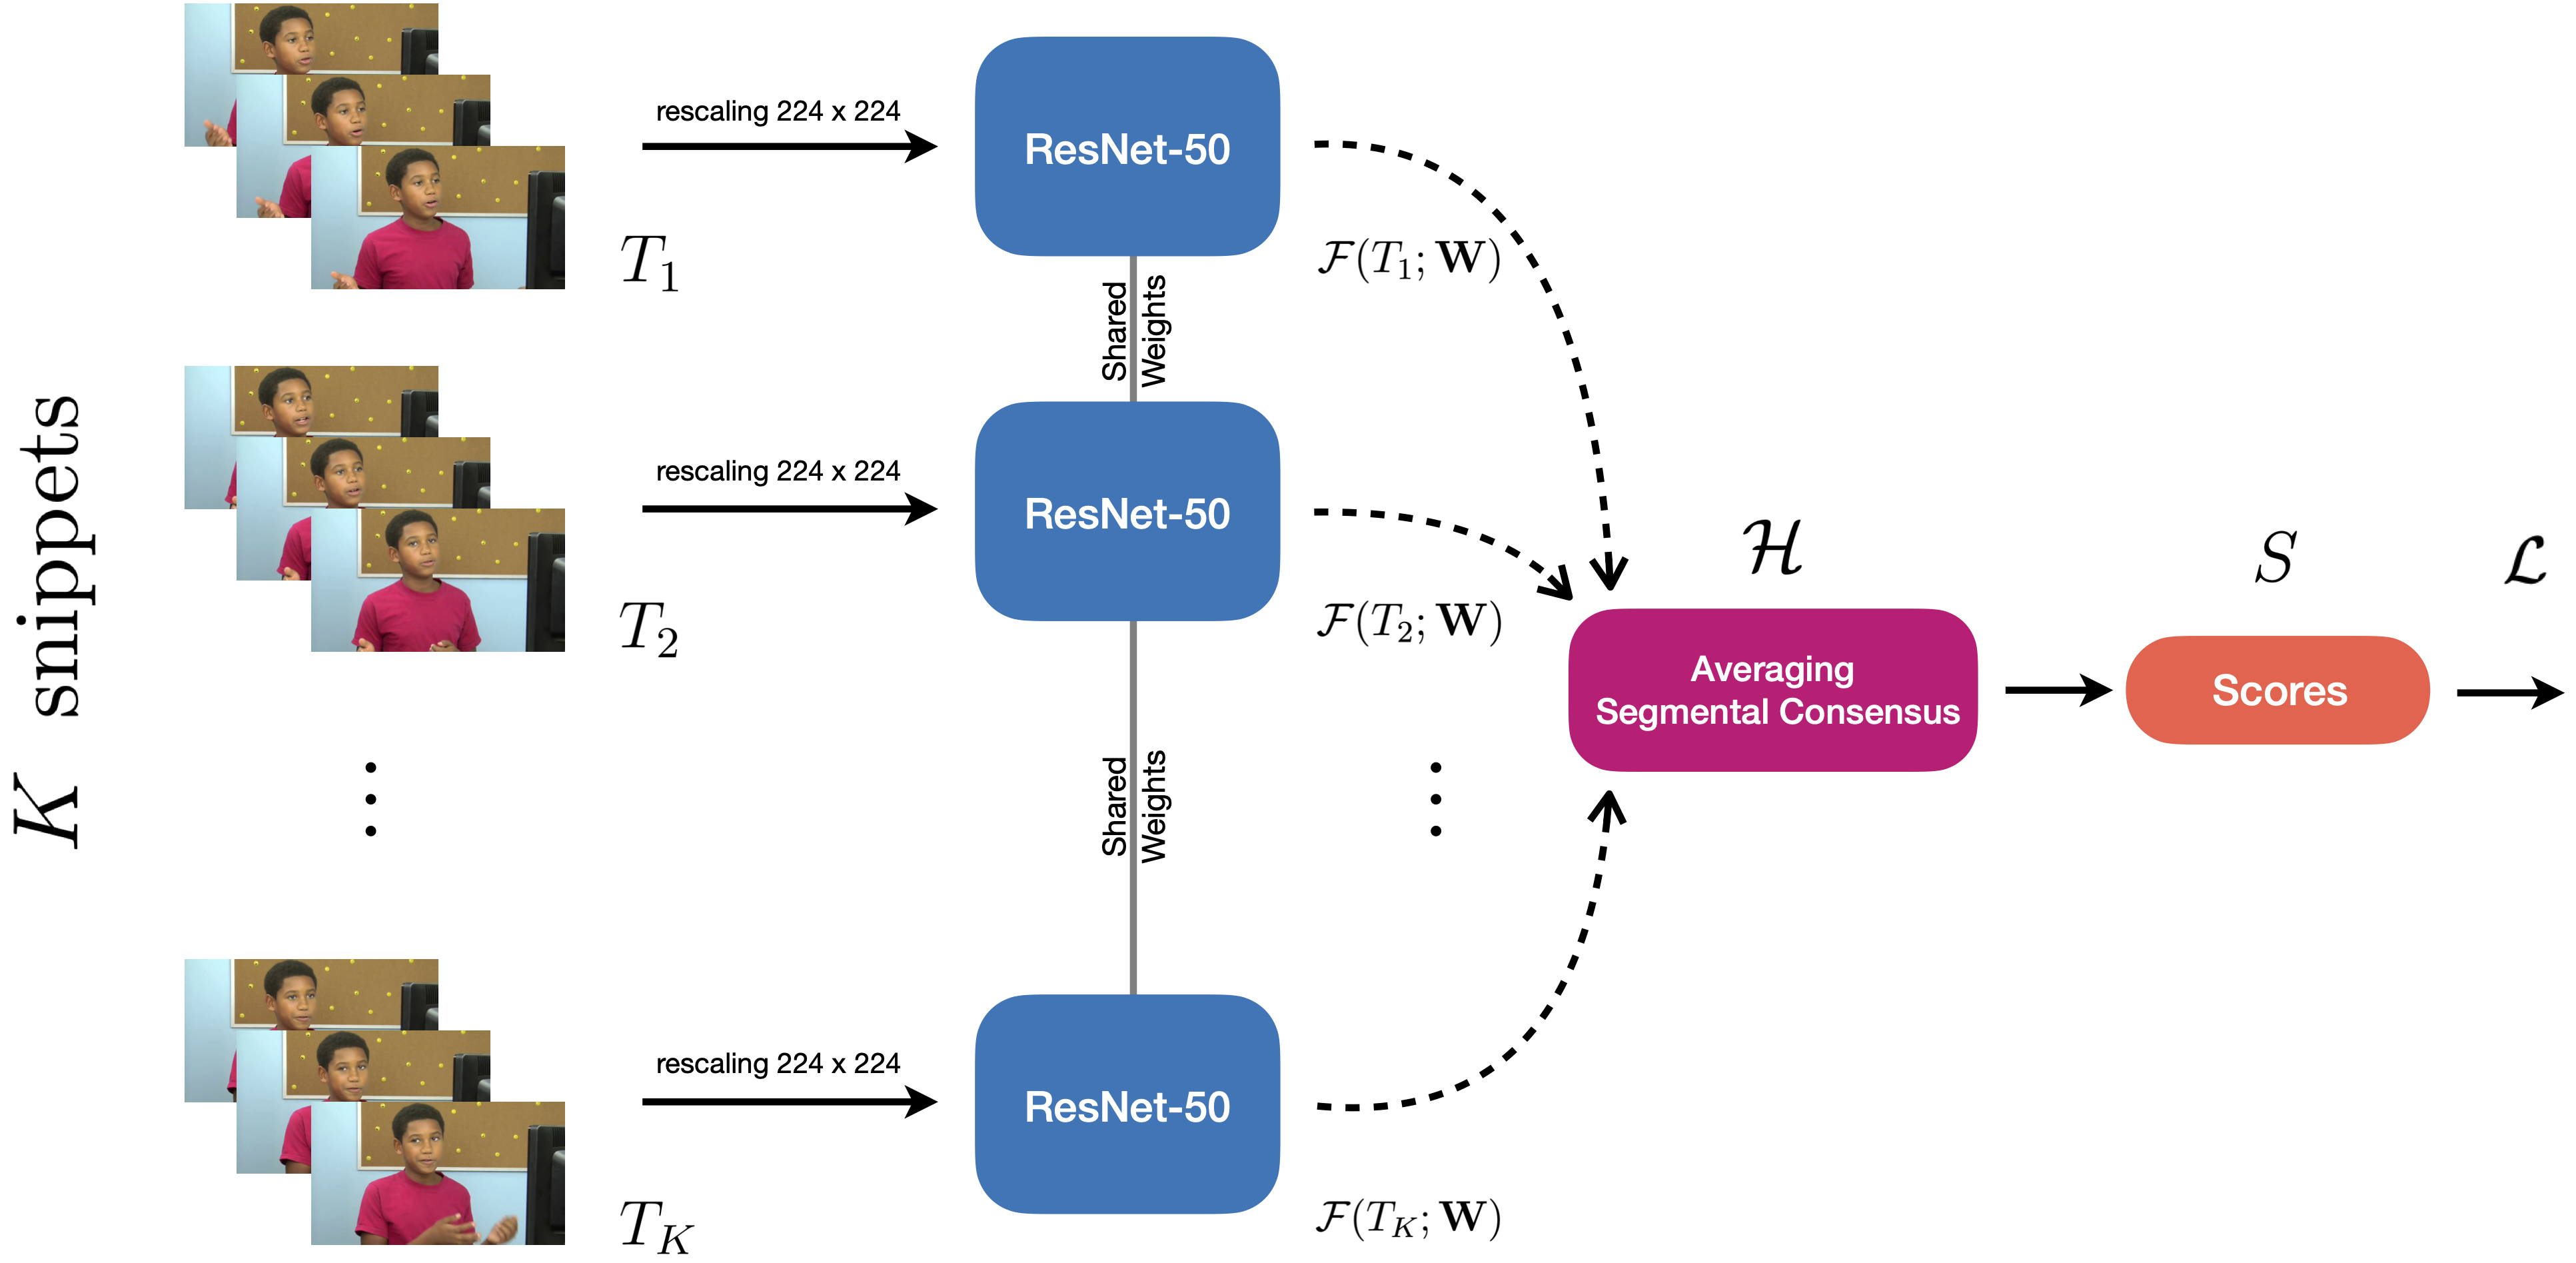 K snippets
rescaling 224 x 224
T_1
ResNet-50
\mathcal{F}(T_1; \mathbf{W})
Shared
Weights
rescaling 224 x 224
T_2
ResNet-50
\mathcal{F}(T_2; \mathbf{W})
\mathcal{H}
Averaging
Segmental Consensus
S
Scores
\mathcal{L}
Shared
Weights
rescaling 224 x 224
T_K
ResNet-50
\mathcal{F}(T_K; \mathbf{W})